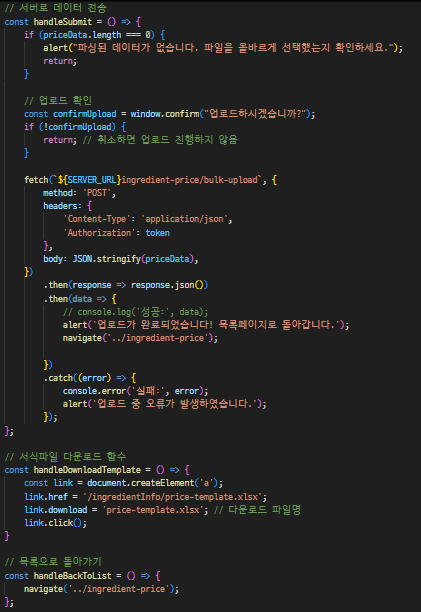 // 서버로 데이터 전송
const handleSubmit = () => {
    if (priceData.length === 0) {
        alert("파싱된 데이터가 없습니다. 파일을 올바르게 선택했는지 확인하세요.");
        return;
    }

    // 업로드 확인
    const confirmUpload = window.confirm("업로드하시겠습니까?");
    if (!confirmUpload) {
        return; // 취소하면 업로드 진행하지 않음
    }

    fetch(`${SERVER_URL}ingredient-price/bulk-upload`, {
        method: 'POST',
        headers: {
            'Content-Type': 'application/json',
            'Authorization': token
        },
        body: JSON.stringify(priceData),
    })
        .then(response => response.json())
        .then(data => {
            // console.log('성공:', data);
            alert('업로드가 완료되었습니다! 목록페이지로 돌아갑니다.');
            navigate('../ingredient-price');

        })
        .catch((error) => {
            console.error('실패:', error);
            alert('업로드 중 오류가 발생하였습니다.');
        });
};

// 서식파일 다운로드 함수
const handleDownloadTemplate = () => {
    const link = document.createElement('a');
    link.href = '/ingredientInfo/price-template.xlsx';
    link.download = 'price-template.xlsx'; // 다운로드 파일명
    link.click();
}

// 목록으로 돌아가기
const handleBackToList = () => {
    navigate('../ingredient-price');
};